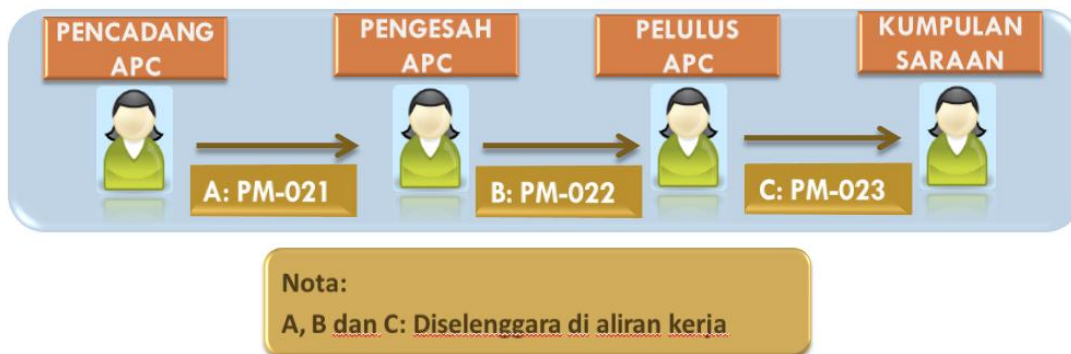 PENCADANG
APC
PENGESAH
APC
PELULUS
APC
KUMPULAN
SARAAN
A: PM-021
B: PM-022
C: PM-023
Nota:
A, B dan C: Diselenggara di aliran kerja